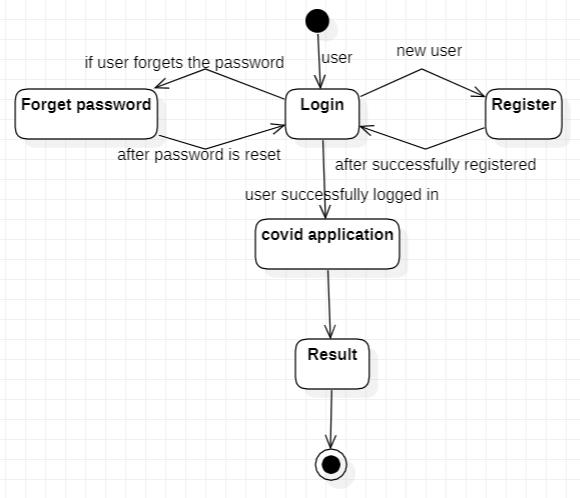 user
new user
if user forgets the password
Forget password
Login
Register
after password is reset
after successfully registered
user successfully logged in
covid application
Result